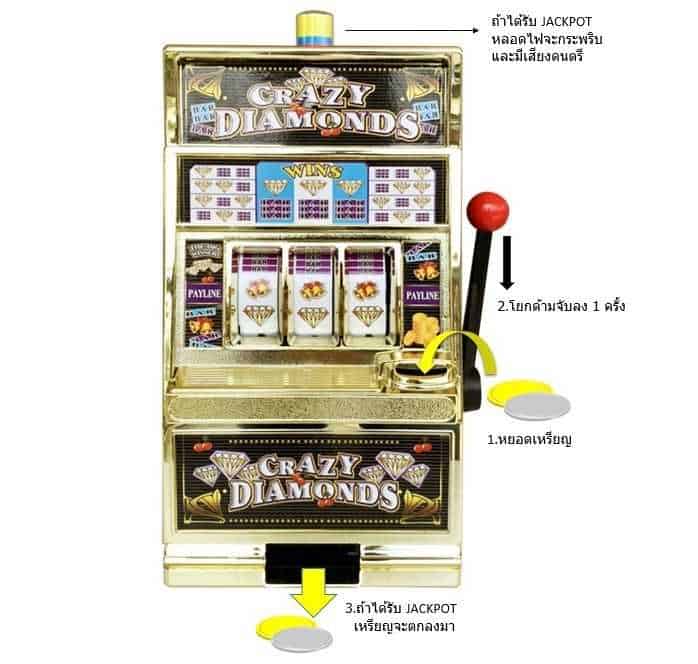 ถ้าได้รับ JACKPOT
หลอดไฟจะกระพริบ
และมีเสียงดนตรี
CRAZY
DIAMONDS
BAR
BAR
BAR
WINS
PAYLINE
PAYLINE
BAR
BAR
2.โยกด้ามจับลง 1 ครั้ง
1.หยอดเหรียญ
CRAZY
DIAMONDS
3.ถ้าได้รับ JACKPOT
เหรียญจะตกลงมา